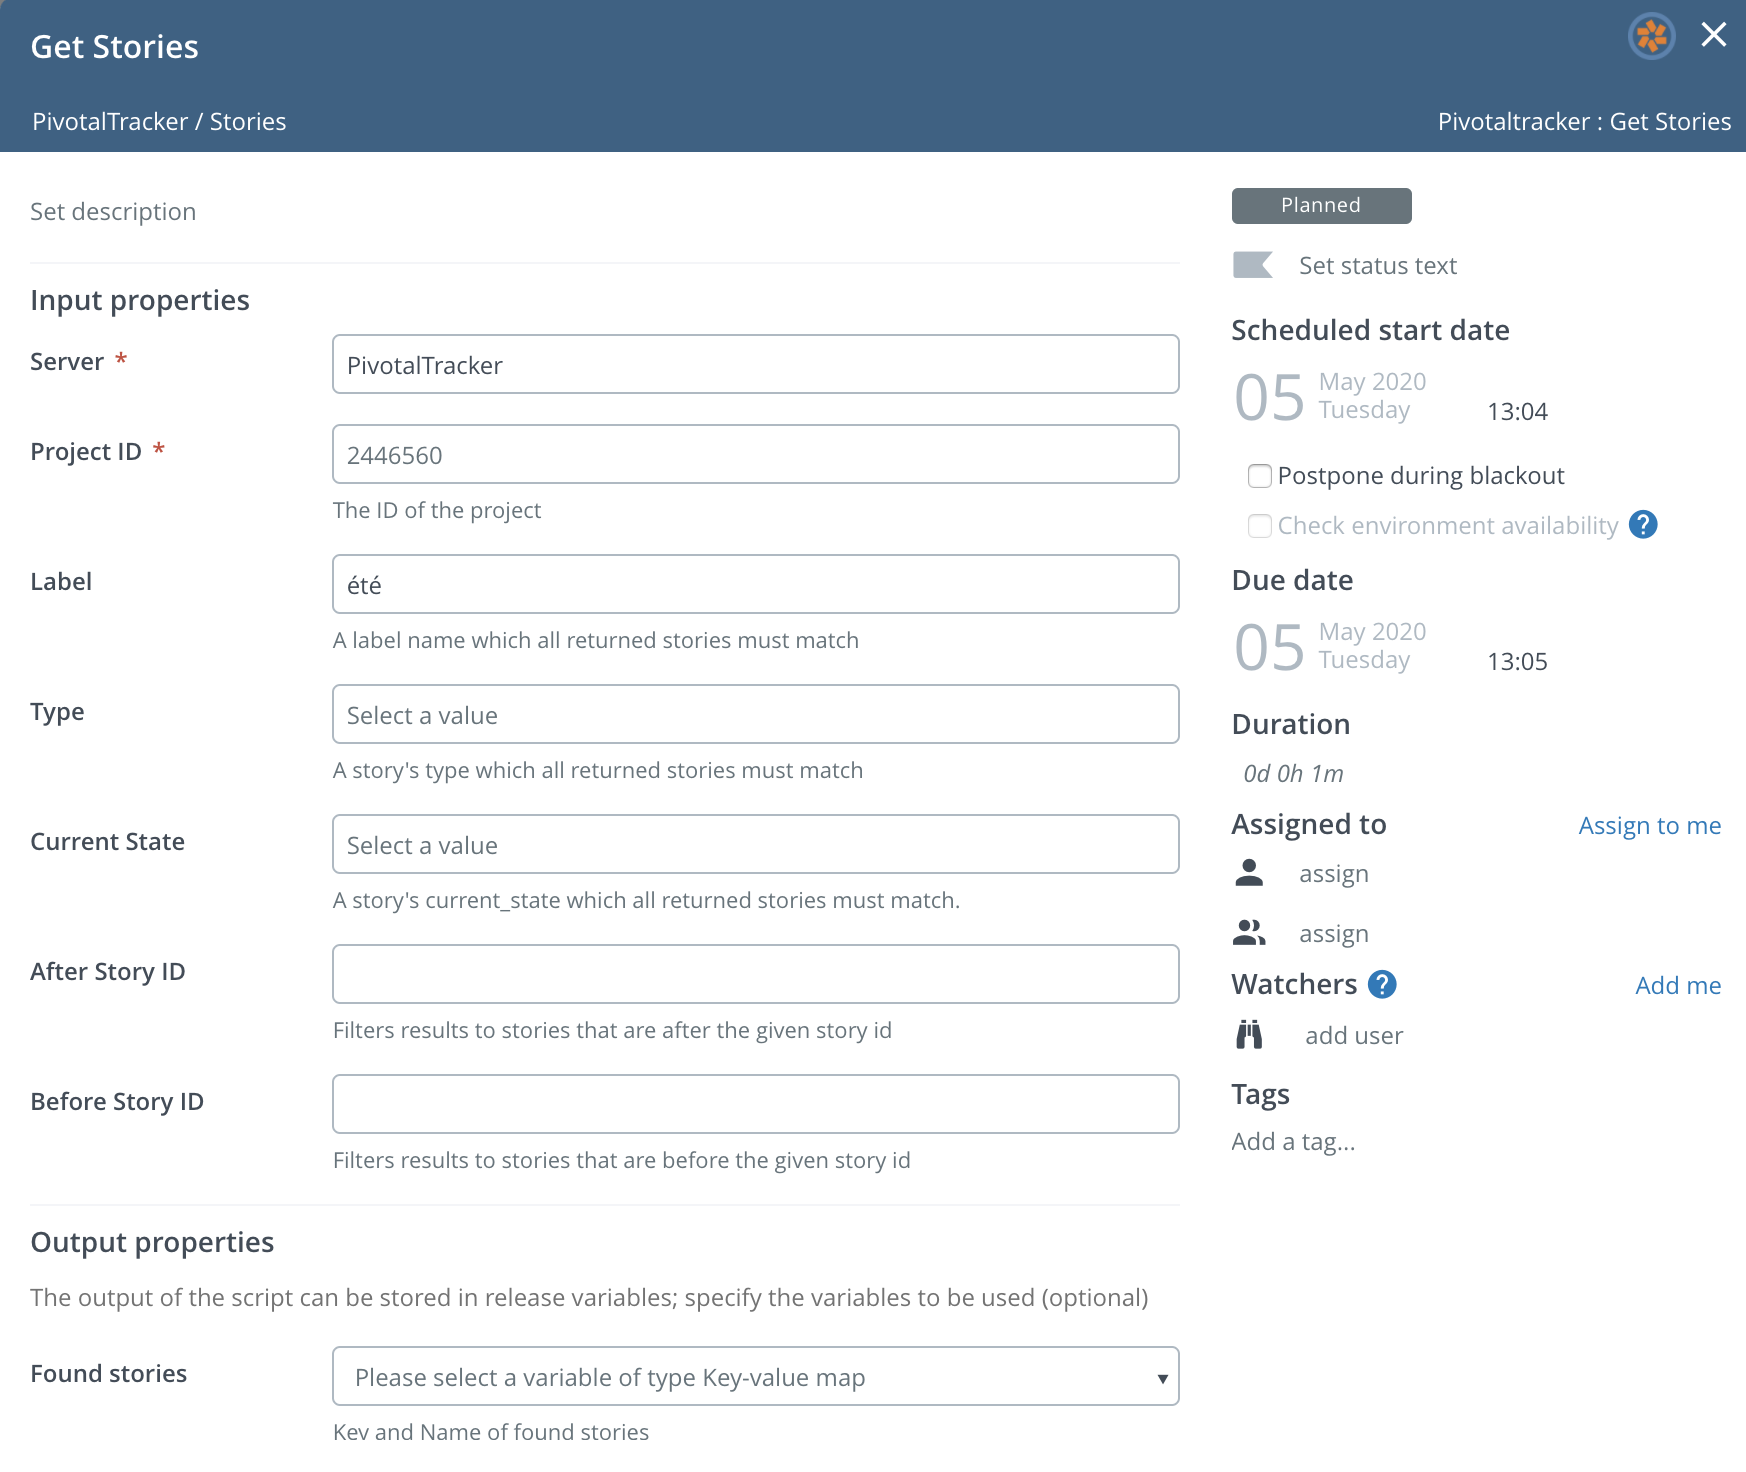 Get Stories
PivotalTracker / Stories
Pivotaltracker : Get Stories
Set description
Input properties
Server *
PivotalTracker
Project ID *
2446560
The ID of the project
Label
été
A label name which all returned stories must match
Type
Select a value
A story's type which all returned stories must match
Current State
Select a value
A story's current_state which all returned stories must match.
After Story ID
Filters results to stories that are after the given story id
Before Story ID
Filters results to stories that are before the given story id
Output properties
The output of the script can be stored in release variables; specify the variables to be used (optional)
Found stories
Please select a variable of type Key-value map
Kev and Name of found stories
Planned
Set status text
Scheduled start date
05 May 2020
Tuesday
13:04
Postpone during blackout
Check environment availability ?
Due date
05 May 2020
Tuesday
13:05
Duration
0d 0h 1m
Assigned to
Assign to me
assign
assign
Watchers ?
Add me
add user
Tags
Add a tag...